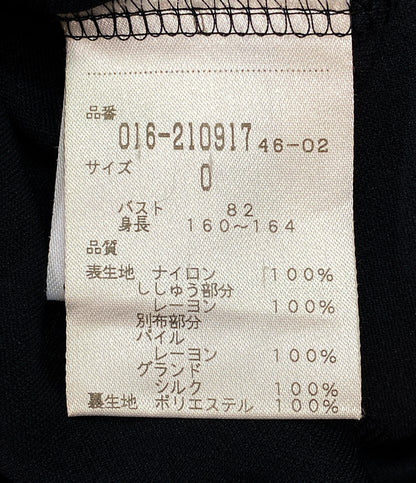 品番
016-210917 46-02
サイズ 0
バスト 82
身長 160〜164
品質
表生地 ナイロン 100%
ししゅう部分
レーヨン 100%
別布部分
パイル
レーヨン 100%
グランド
シルク 100%
裏生地 ポリエステル 100%